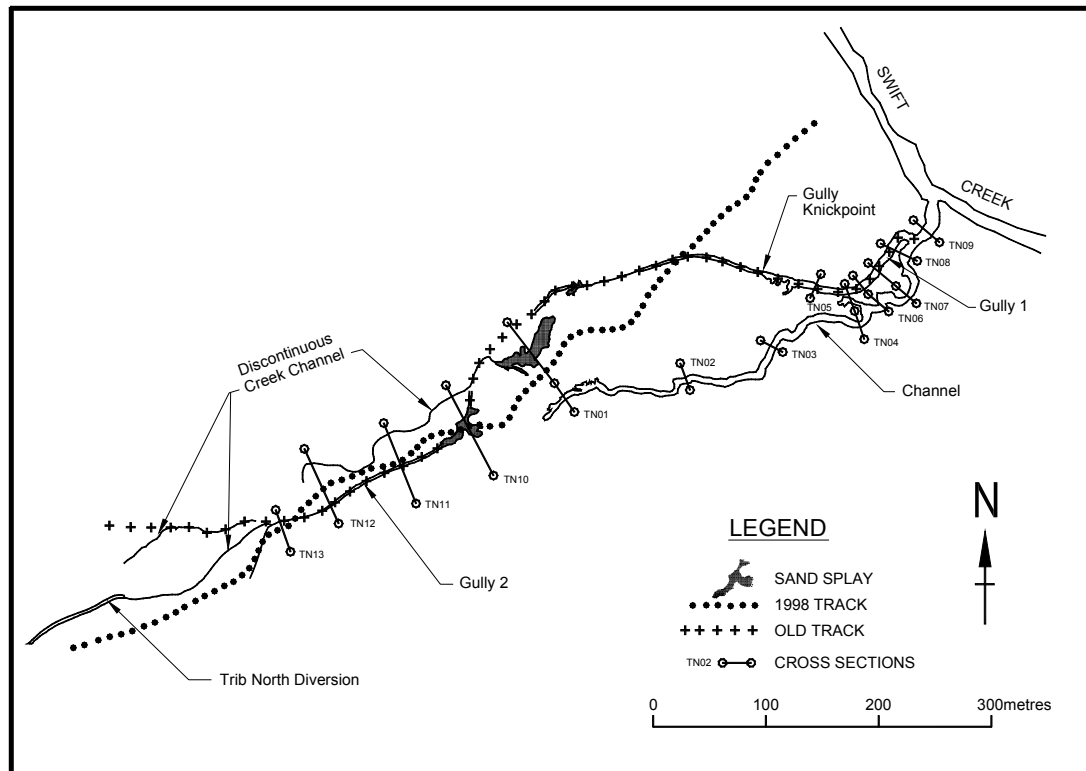 SWIFT
CREEK
Gully
Knickpoint
TN09
TN08
Gully 1
TN07
TN05
TN06
TN04
TN03
TN02
Channel
TN01
Discontinuous
Creek Channel
TN10
TN11
TN12
TN13
Gully 2
Trib North Diversion
N
LEGEND
SAND SPLAY
1998 TRACK
OLD TRACK
TN02 CROSS SECTIONS
0 100 200 300metres